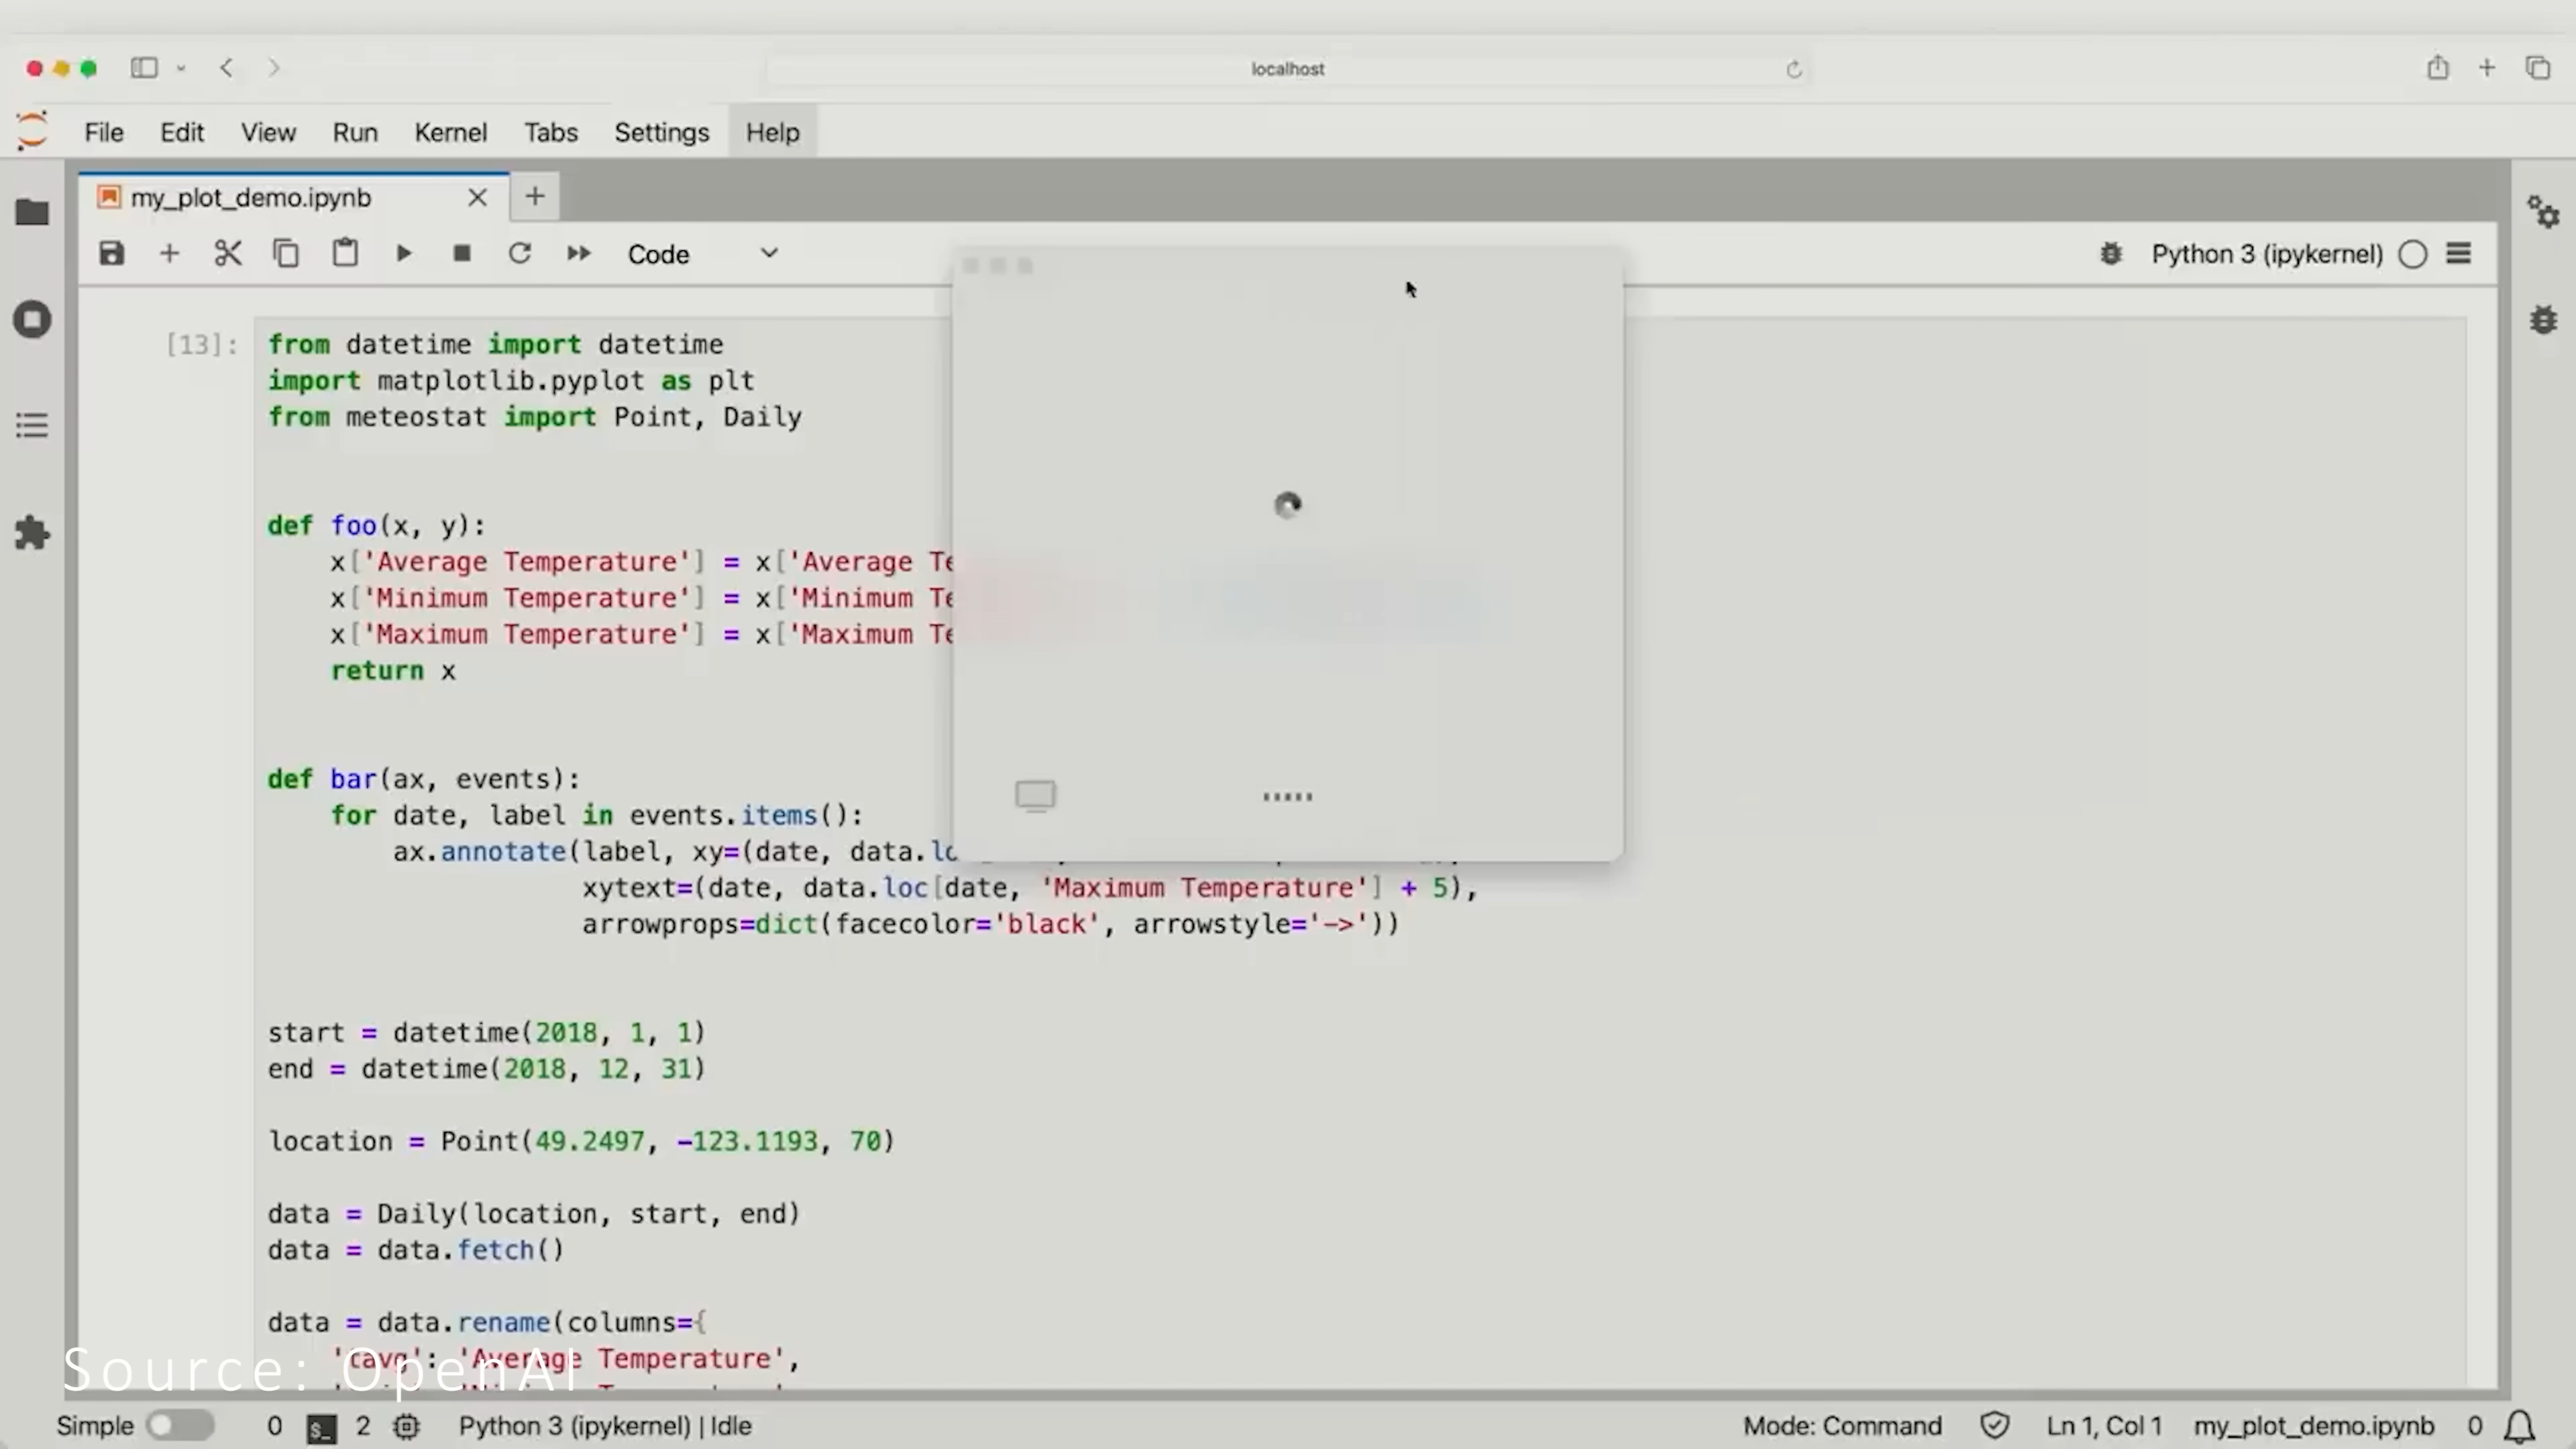 localhost
File Edit View Run Kernel Tabs Settings Help
my_plot_demo.ipynb
Code
Python 3 (ipykernel)
[13]:
from datetime import datetime
import matplotlib.pyplot as plt
from meteostat import Point, Daily
def foo(x, y):
x['Average Temperature'] = x['Average
x['Minimum Temperature'] = x['Minimum
x['Maximum Temperature'] = x['Maximum
return x
def bar(ax, events):
for date, label in events.items():
ax.annotate(label, xy=(date, data.
xytext=(date, data.loc[date, 'Maximum Temperature'] + 5),
arrowprops=dict(facecolor='black', arrowstyle='->'))
start = datetime(2018, 1, 1)
end = datetime(2018, 12, 31)
location = Point(49.2497, -123.1193, 70)
data = Daily(location, start, end)
data = data.fetch()
data = data.rename(columns={
'tavg': 'Average Temperature',
Source: OpenAI
Simple 0 $_ 2 Python 3 (ipykernel) | Idle Mode: Command Ln 1, Col 1 my_plot_demo.ipynb 0